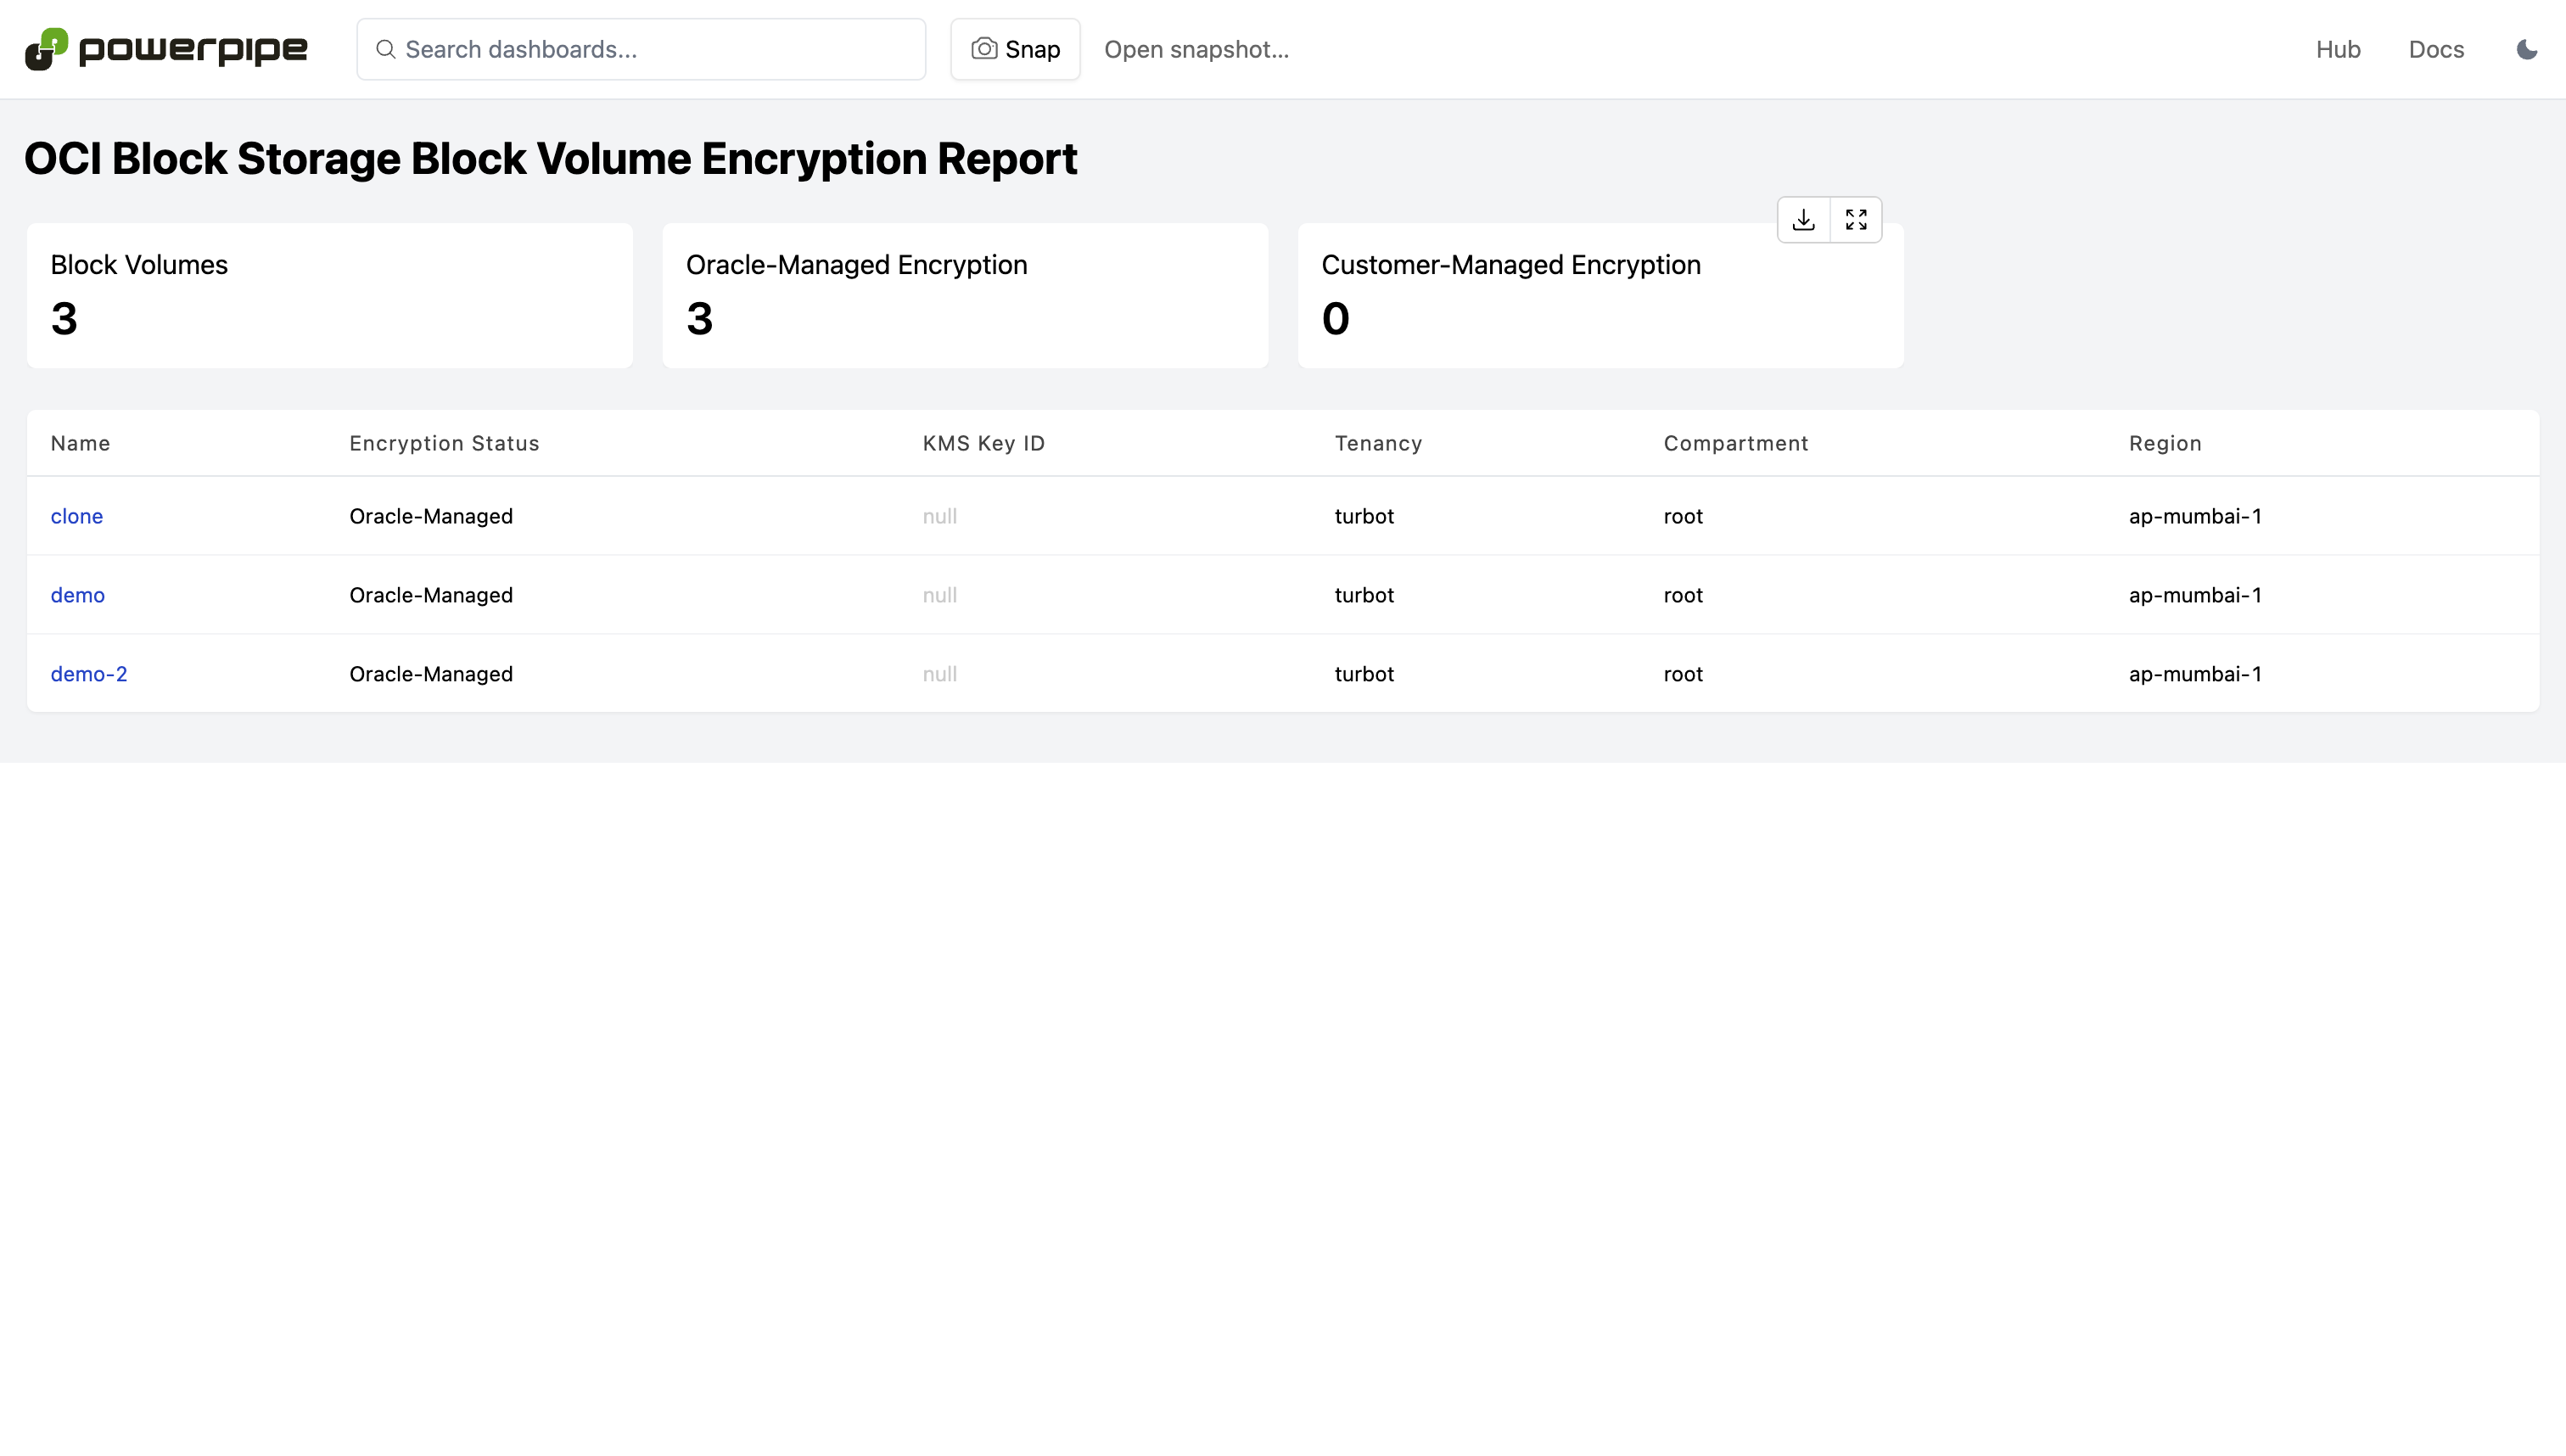 powerpipe Search dashboards... Snap Open snapshot... Hub Docs
OCI Block Storage Block Volume Encryption Report
Block Volumes Oracle-Managed Encryption Customer-Managed Encryption
3 3 0
Name Encryption Status KMS Key ID Tenancy Compartment Region
clone Oracle-Managed null turbot root ap-mumbai-1
demo Oracle-Managed null turbot root ap-mumbai-1
demo-2 Oracle-Managed null turbot root ap-mumbai-1